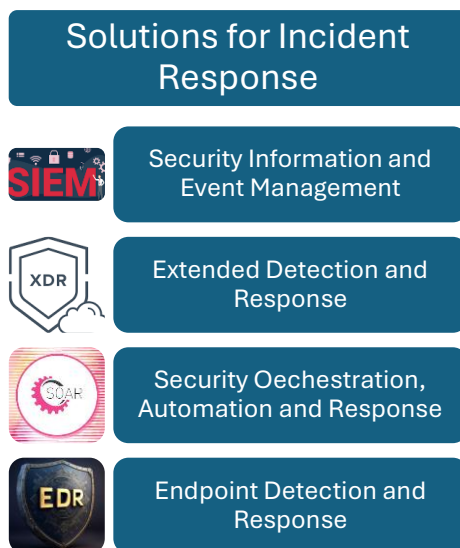 Solutions for Incident
Response
SIEM
Security Information and
Event Management
XDR
Extended Detection and
Response
SOAR
Security Oechestration,
Automation and Response
EDR
Endpoint Detection and
Response